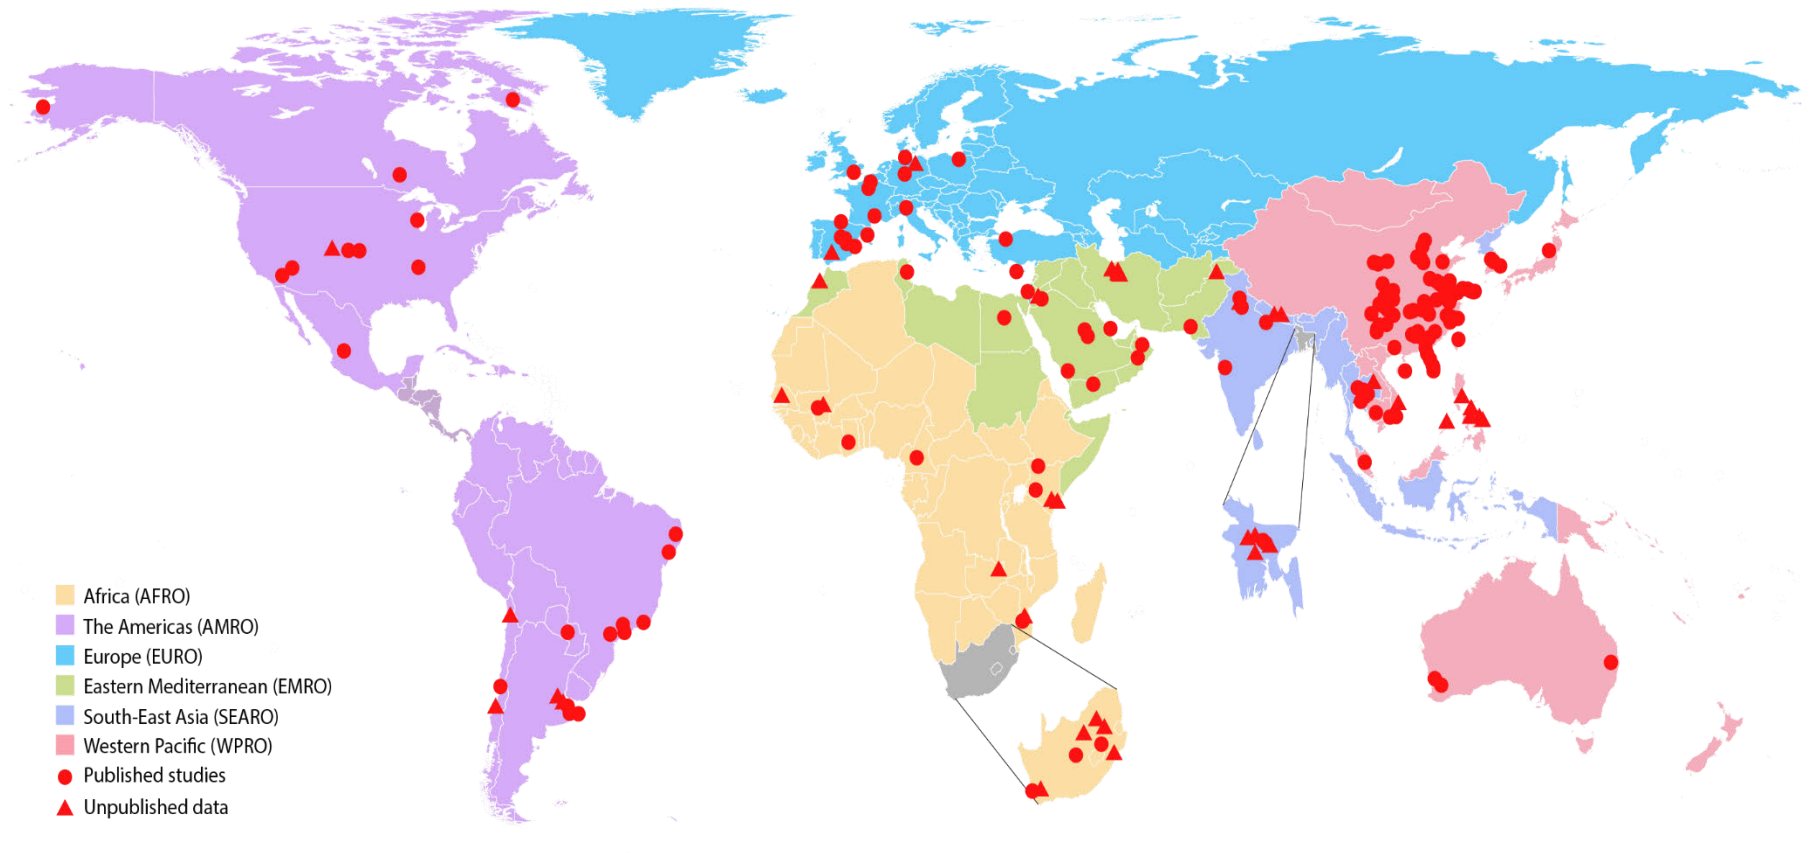 Africa (AFRO)
The Americas (AMRO)
Europe (EURO)
Eastern Mediterranean (EMRO)
South-East Asia (SEARO)
Western Pacific (WPRO)
Published studies
Unpublished data